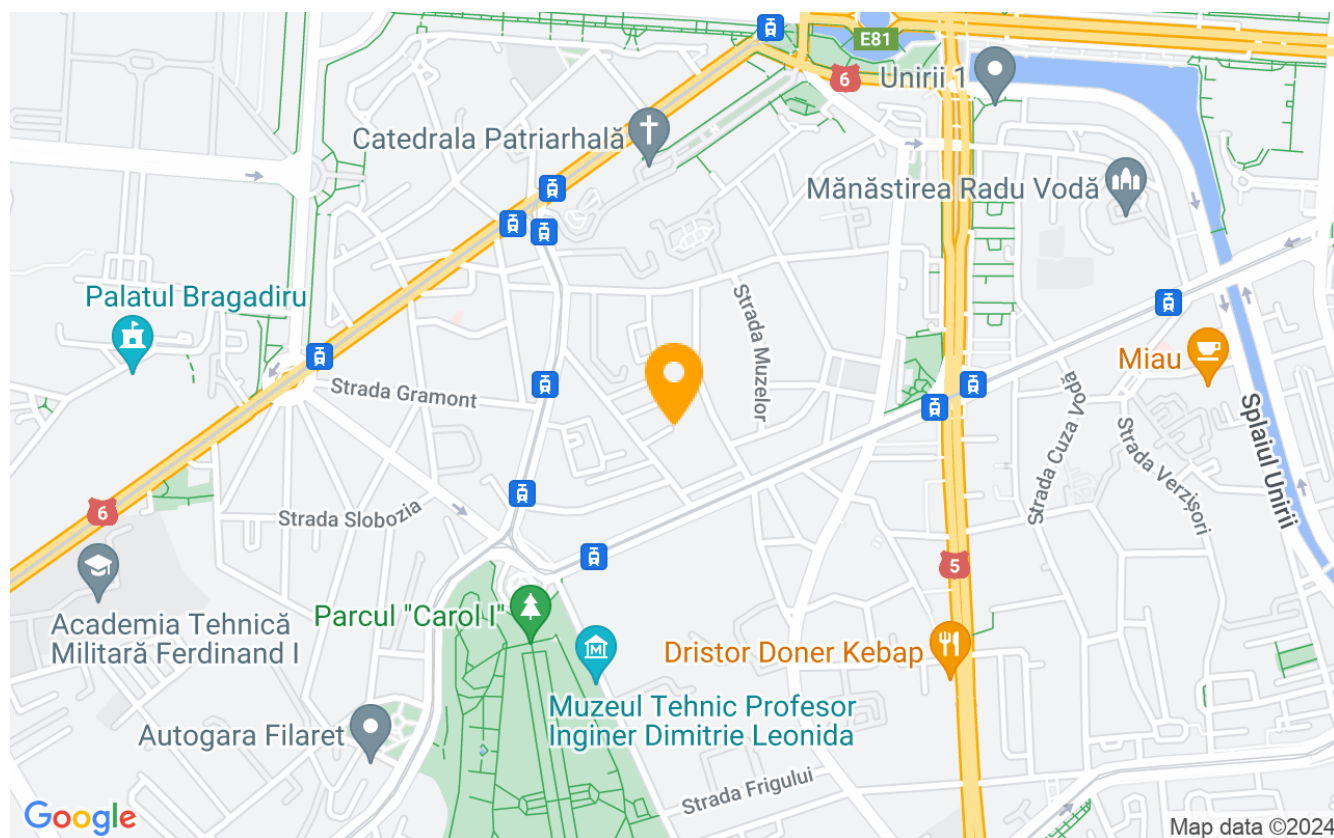 E81
6
Unirii 1
Catedrala Patriarhală
Mănăstirea Radu Vodă
Palatul Bragadiru
Strada Muzelor
Miau
Strada Gramont
Strada Cuza Vodă
Splaiul Unirii
Strada Verzișori
6
Strada Slobozia
5
Academia Tehnică
Militară Ferdinand I
Parcul "Carol I"
Dristor Doner Kebap
M
Muzeul Tehnic Profesor
Inginer Dimitrie Leonida
Autogara Filaret
Strada Frigului
Google
Map data ©2024